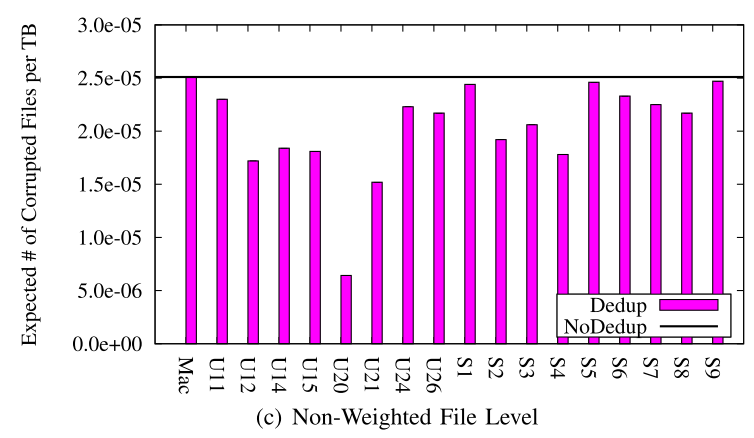 Expected # of Corrupted Files per TB
3.0e-05
2.5e-05
2.0e-05
1.5e-05
1.0e-05
5.0e-06
0.0e+00
Dedup
NoDedup
Mac U11 U12 U14 U15 U20 U21 U24 U26 S1 S2 S3 S4 S5 S6 S7 S8 S9
(c) Non-Weighted File Level